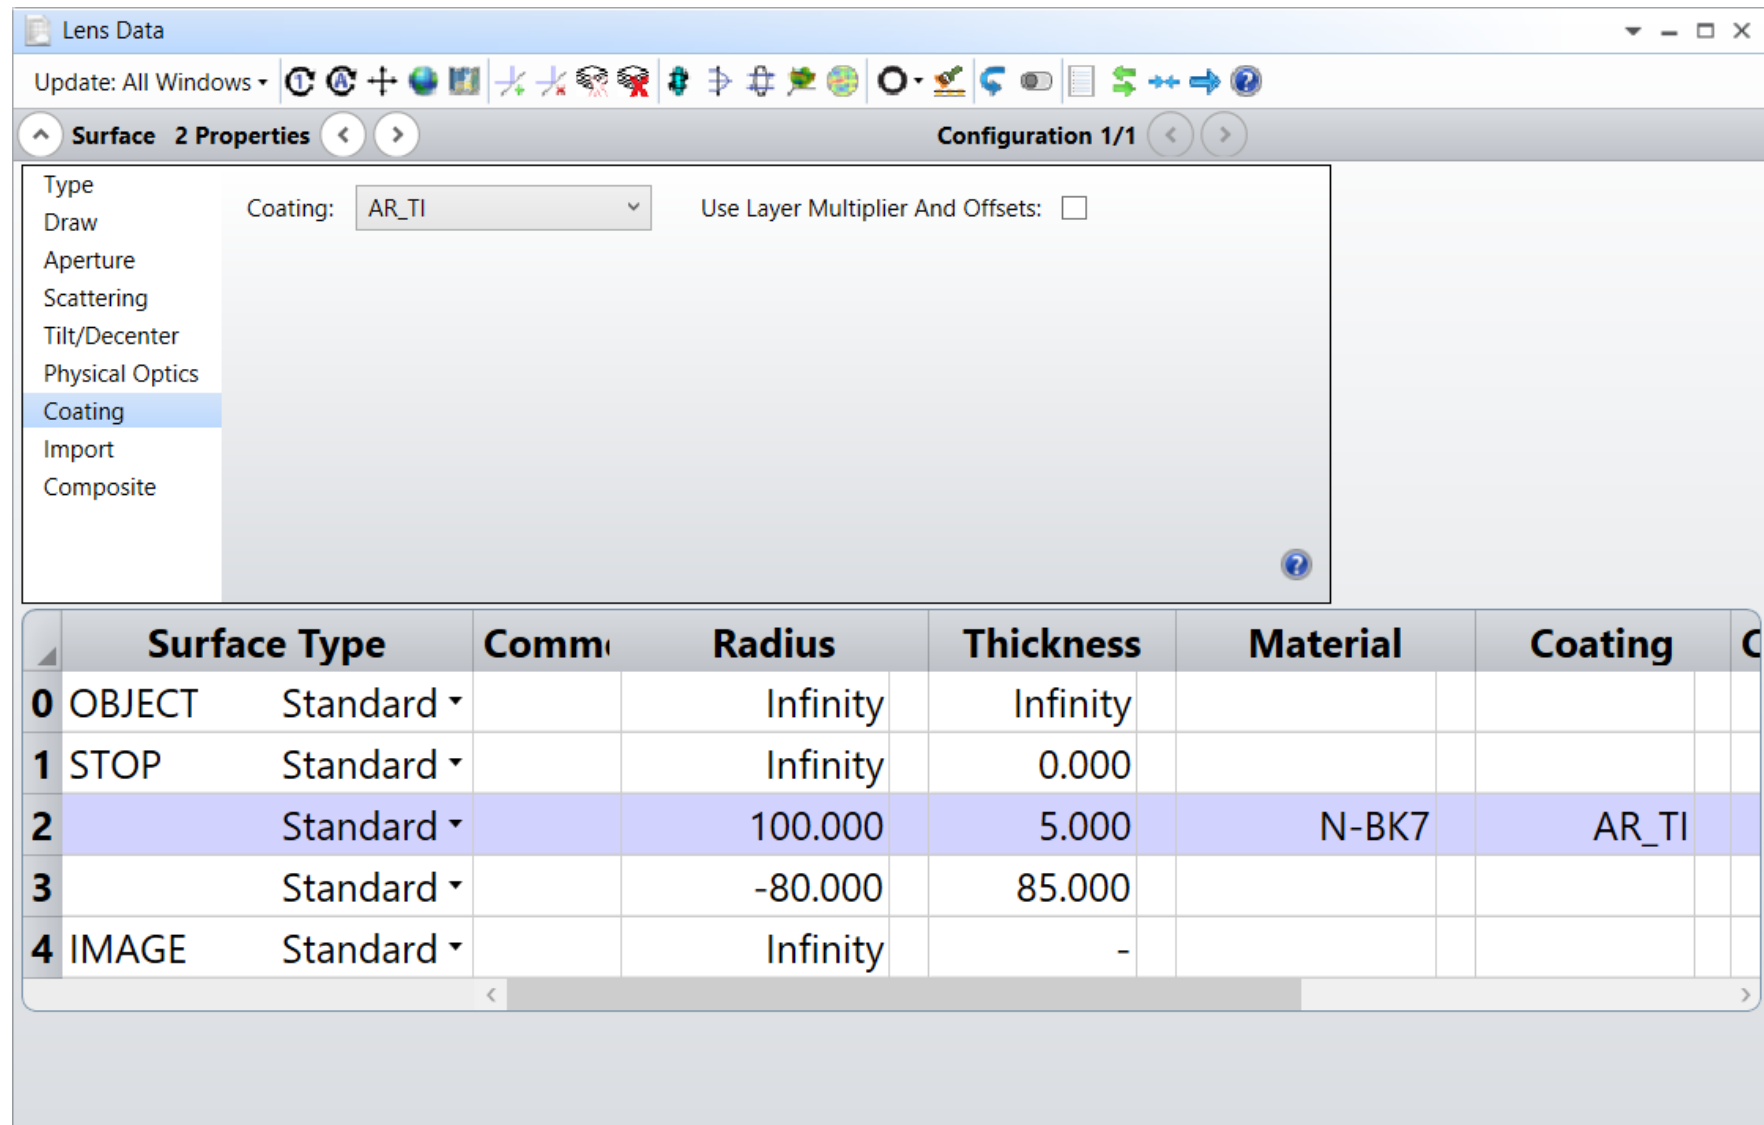 Lens Data
Update: All Windows
Surface 2 Properties Configuration 1/1
Type
Draw
Aperture
Scattering
Tilt/Decenter
Physical Optics
Coating
Import
Composite
Coating: AR_TI Use Layer Multiplier And Offsets:
Surface Type Comme Radius Thickness Material Coating C
0 OBJECT Standard Infinity Infinity
1 STOP Standard Infinity 0.000
2 Standard 100.000 5.000 N-BK7 AR_TI
3 Standard -80.000 85.000
4 IMAGE Standard Infinity -